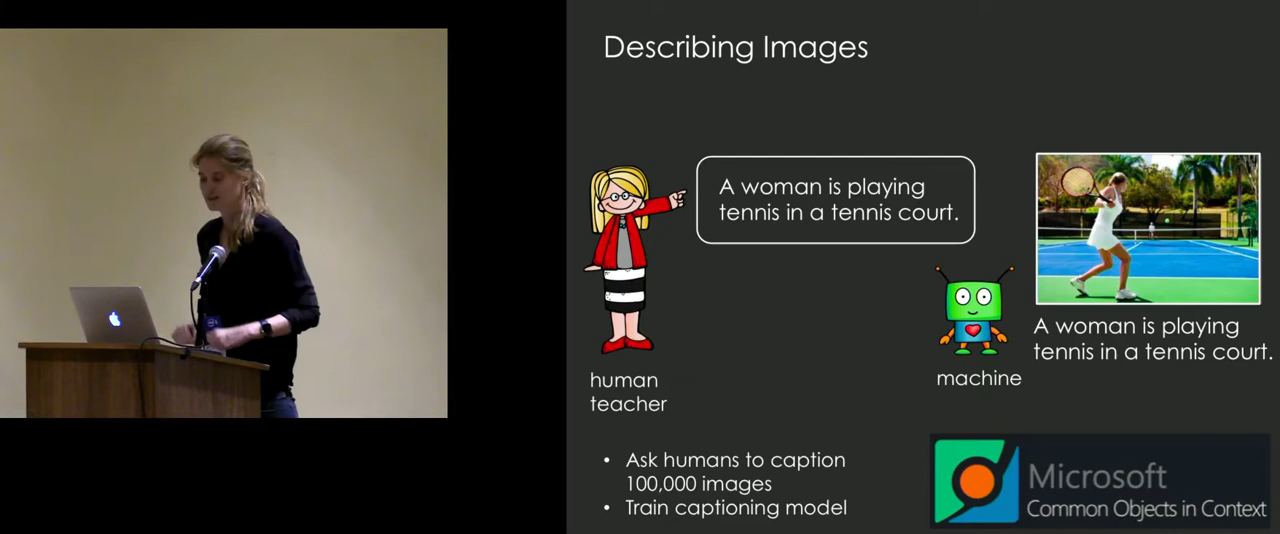 Describing Images
A woman is playing
tennis in a tennis court.
human
teacher
machine
A woman is playing
tennis in a tennis court.
• Ask humans to caption
100,000 images
• Train captioning model
Microsoft
Common Objects in Context